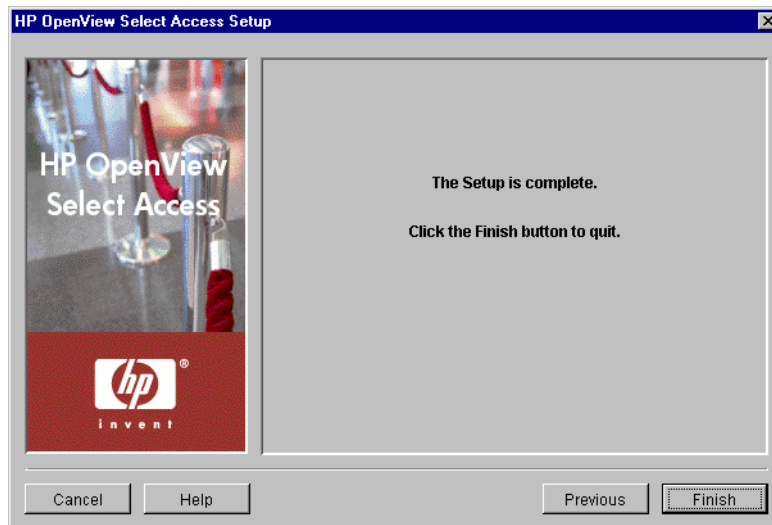 HP OpenView Select Access Setup
HP OpenView
Select Access
hp
®
invent
The Setup is complete.
Click the Finish button to quit.
Cancel
Help
Previous
Finish